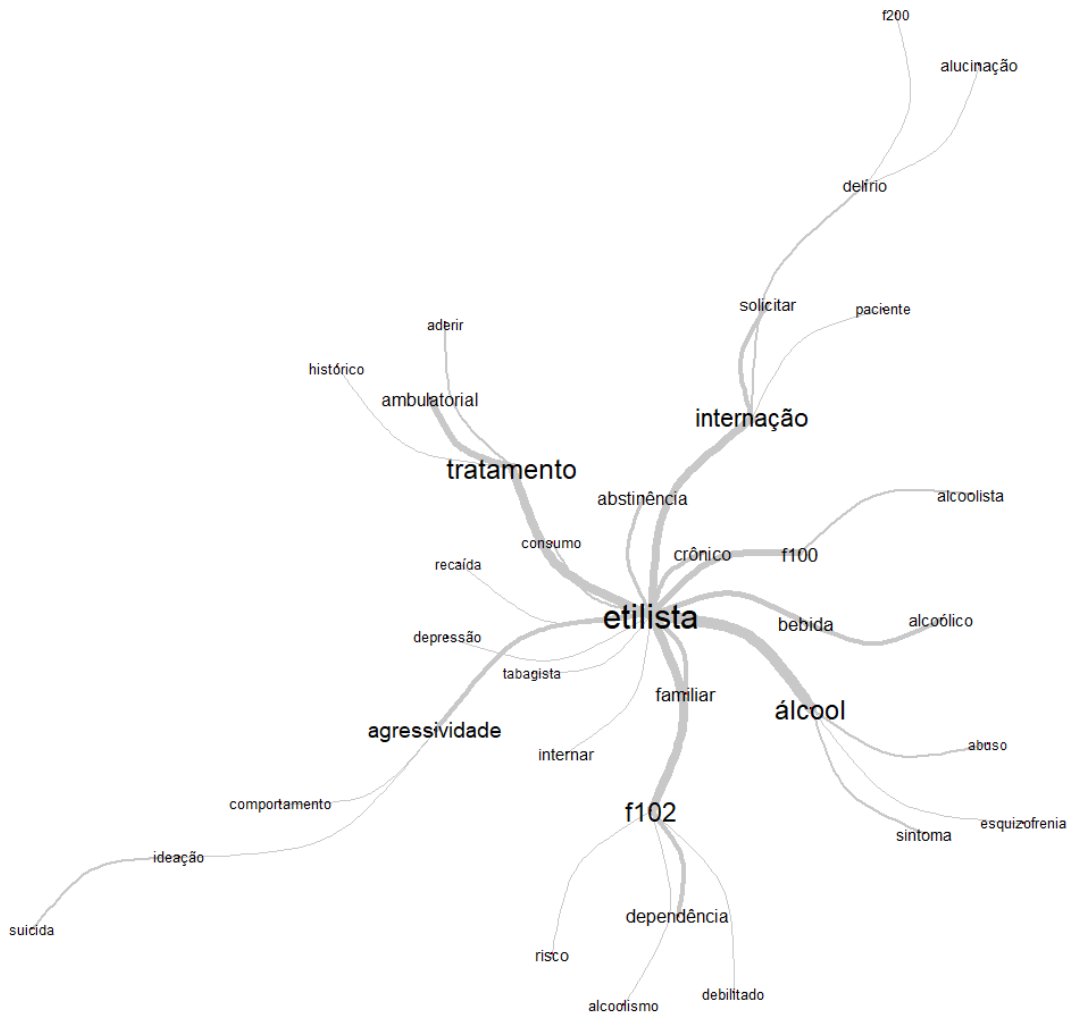 f200
alucinação
delírio
solicitar
paciente
aderir
histórico
ambulatorial
internação
tratamento
abstinência
alcoolista
consumo
crônico
f100
recaída
etilista
bebida
alcoólico
depressão
tabagista
familiar
álcool
agressividade
internar
abuso
comportamento
f102
esquizofrenia
sintoma
ideação
dependência
suicida
risco
debilitado
alcoolismo